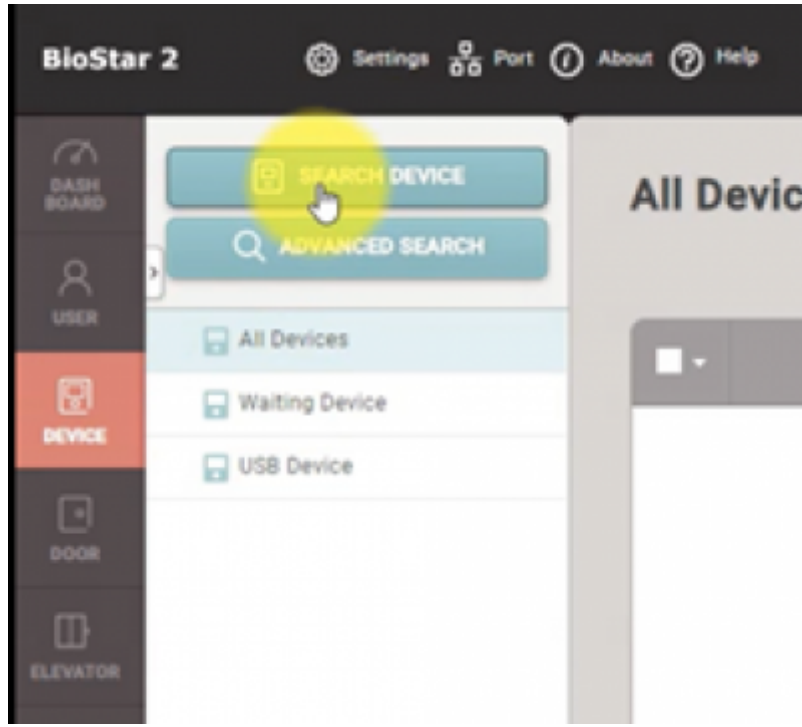 BioStar 2
Settings Port About Help
DASH
BOARD
USER
DEVICE
DOOR
ELEVATOR
SEARCH DEVICE
ADVANCED SEARCH
All Devices
Waiting Device
USB Device
All Devic